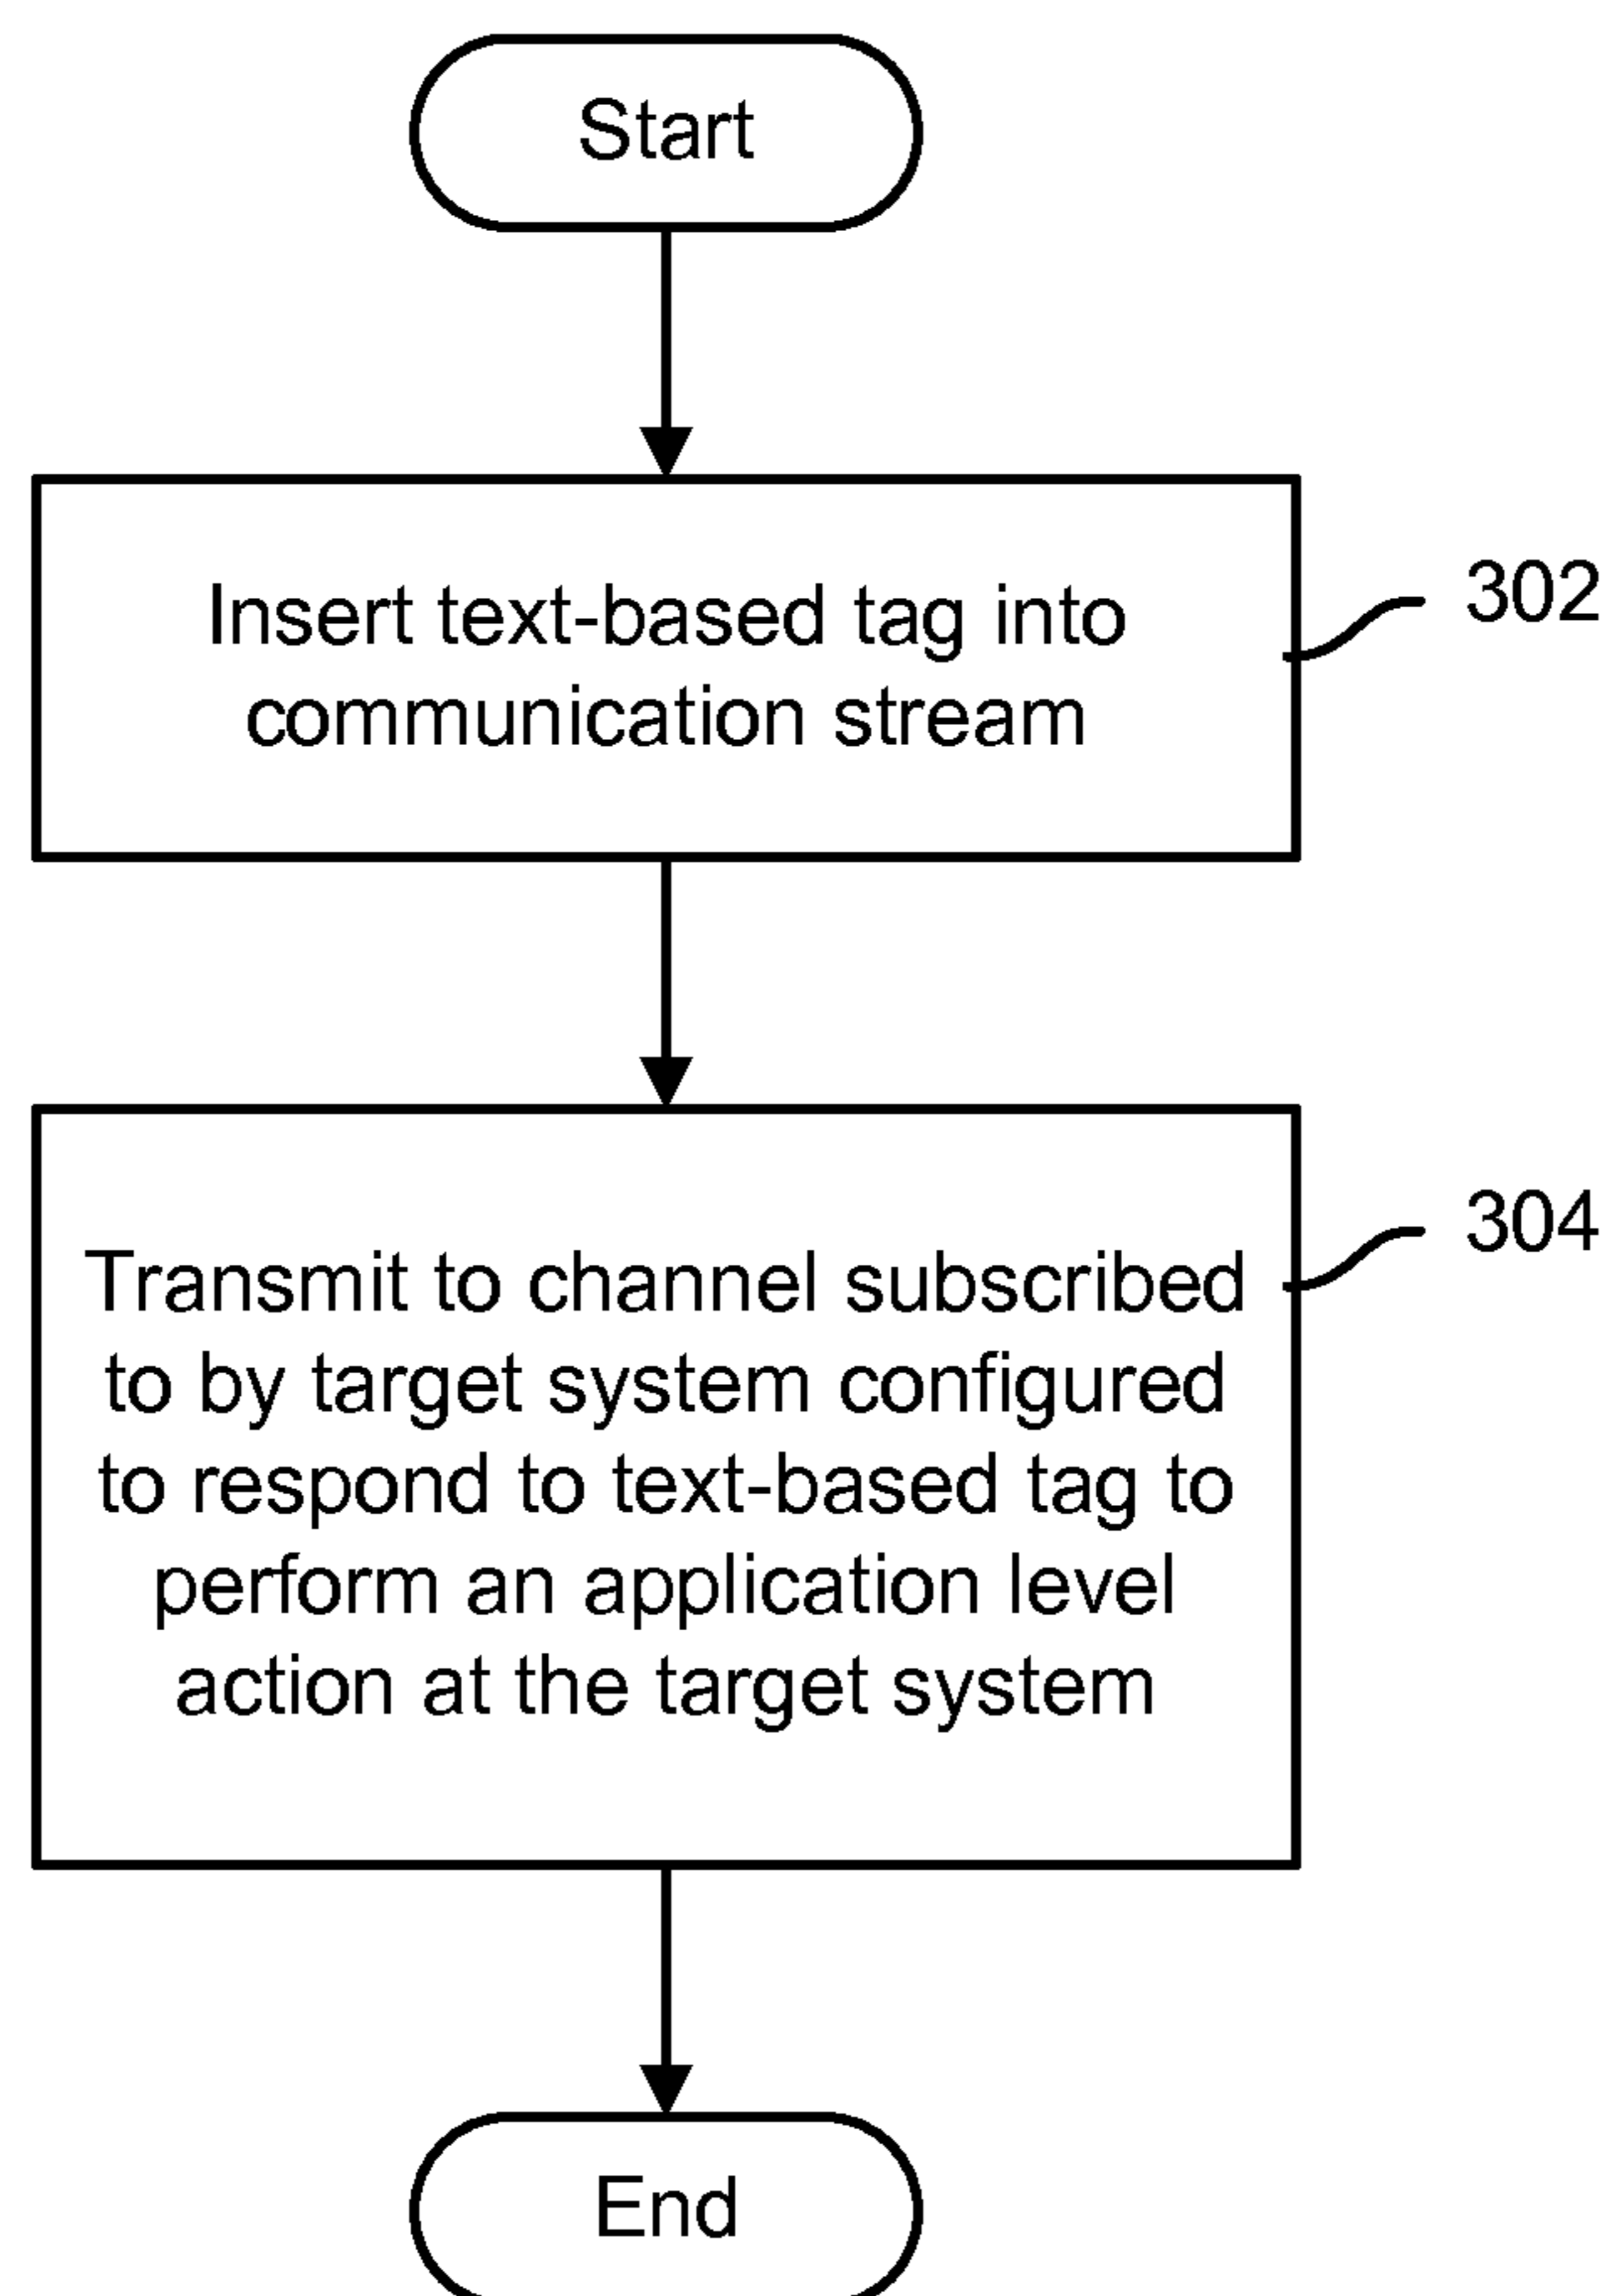 Start
Insert text-based tag into
communication stream
302
Transmit to channel subscribed
to by target system configured
to respond to text-based tag to
perform an application level
action at the target system
304
End